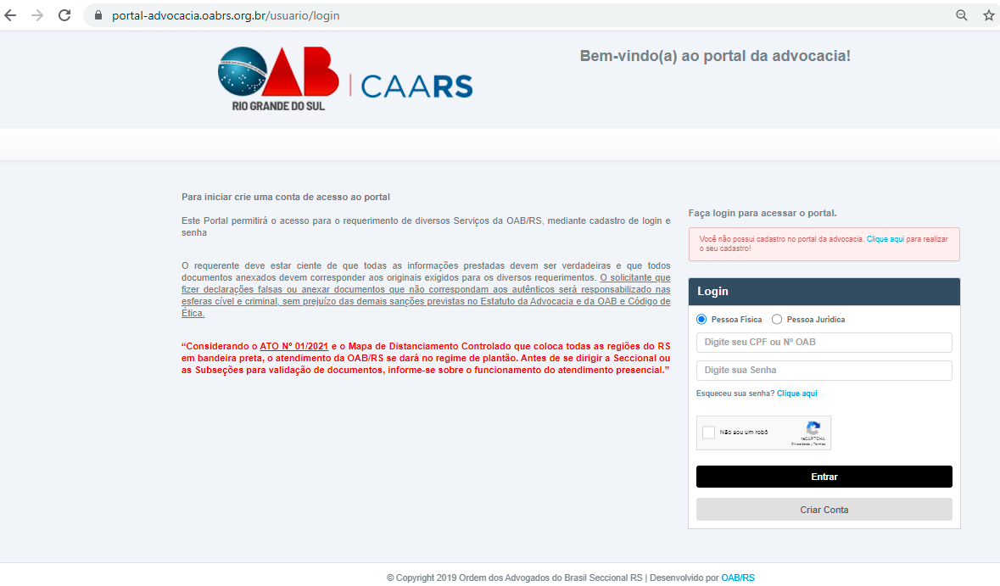 portal-advocacia.oabrs.org.br/usuario/login
OAB
RIO GRANDE DO SUL
CAARS
Bem-vindo(a) ao portal da advocacia!
Para iniciar crie uma conta de acesso ao portal
Este Portal permitirá o acesso para o requerimento de diversos Serviços da OAB/RS, mediante cadastro de login e
senha
O requerente deve estar ciente de que todas as informações prestadas devem ser verdadeiras e que todos
documentos anexados devem corresponder aos originais exigidos para os diversos requerimentos. O solicitante que
fizer declarações falsas ou anexar documentos que não correspondam aos autênticos será responsabilizado nas
esferas cível e criminal, sem prejuízo das demais sanções previstas no Estatuto da Advocacia e da OAB e Código de
Ética.
“Considerando o ATO Nº 01/2021 e o Mapa de Distanciamento Controlado que coloca todas as regiões do RS
em bandeira preta, o atendimento da OAB/RS se dará no regime de plantão. Antes de se dirigir a Seccional ou
as Subseções para validação de documentos, informe-se sobre o funcionamento do atendimento presencial.”
Faça login para acessar o portal.
Você não possui cadastro no portal da advocacia. Clique aqui para realizar
o seu cadastro!
Login
Pessoa Física Pessoa Jurídica
Digite seu CPF ou Nº OAB
Digite sua Senha
Esqueceu sua senha? Clique aqui
Não sou um robô
reCAPTCHA
Privacidade - Termos
Entrar
Criar Conta
© Copyright 2019 Ordem dos Advogados do Brasil Seccional RS | Desenvolvido por OAB/RS